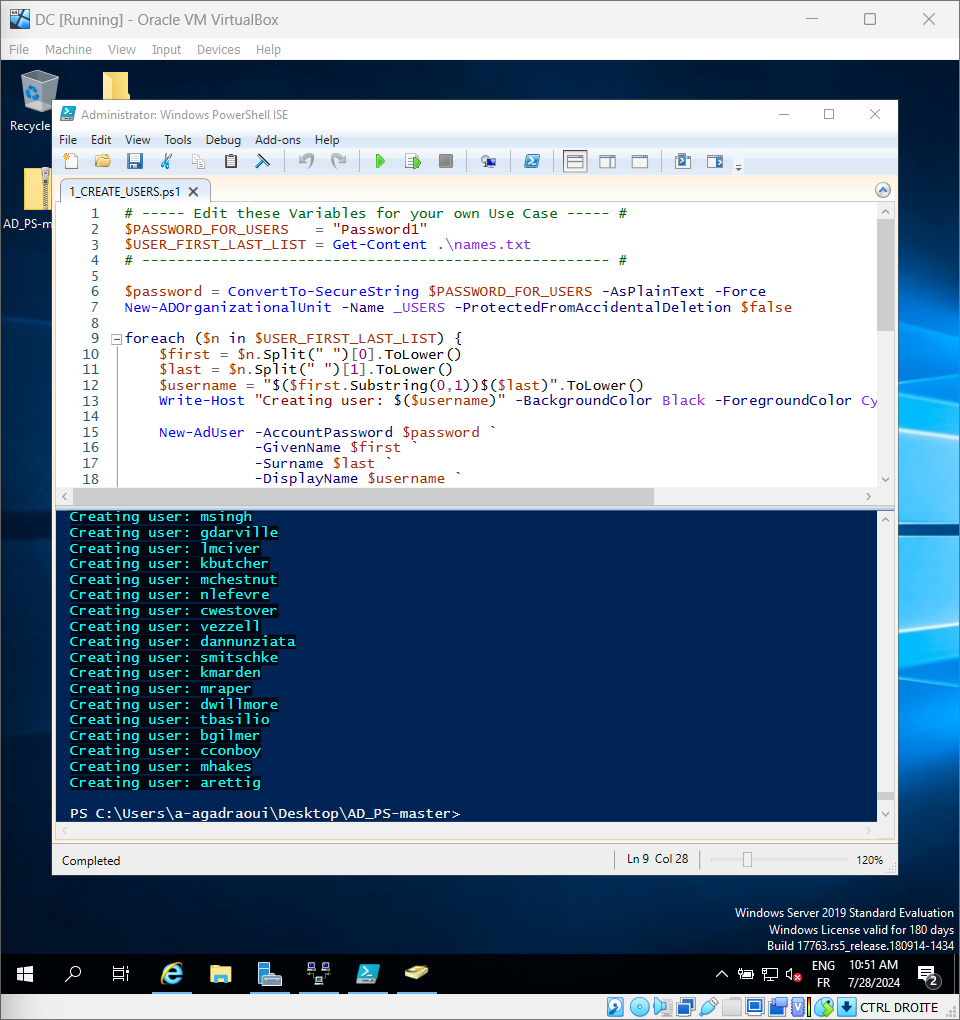 DC [Running] - Oracle VM VirtualBox
File Machine View Input Devices Help
Recycle
AD_PS-m
Administrator: Windows PowerShell ISE
File Edit View Tools Debug Add-ons Help
1_CREATE_USERS.ps1
1 # ----- Edit these Variables for your own Use Case ----- #
2 $PASSWORD_FOR_USERS   = "Password1"
3 $USER_FIRST_LAST_LIST = Get-Content .\names.txt
4 # ------------------------------------------------------ #
5
6 $password = ConvertTo-SecureString $PASSWORD_FOR_USERS -AsPlainText -Force
7 New-ADOrganizationalUnit -Name _USERS -ProtectedFromAccidentalDeletion $false
8
9 foreach ($n in $USER_FIRST_LAST_LIST) {
10     $first = $n.Split(" ")[0].ToLower()
11     $last = $n.Split(" ")[1].ToLower()
12     $username = "$($first.Substring(0,1))$($last)".ToLower()
13     Write-Host "Creating user: $($username)" -BackgroundColor Black -ForegroundColor Cy
14
15     New-AdUser -AccountPassword $password `
16                -GivenName $first `
17                -Surname $last `
18                -DisplayName $username `
Creating user: msingh
Creating user: gdarville
Creating user: lmciver
Creating user: kbutcher
Creating user: mchestnut
Creating user: nlefevre
Creating user: cwestover
Creating user: vezzell
Creating user: dannunziata
Creating user: smitschke
Creating user: kmarden
Creating user: mraper
Creating user: dwillmore
Creating user: tbasilio
Creating user: bgilmer
Creating user: cconboy
Creating user: mhakes
Creating user: arettig
PS C:\Users\a-agadraoui\Desktop\AD_PS-master>
Completed
Ln 9 Col 28
120%
Windows Server 2019 Standard Evaluation
Windows License valid for 180 days
Build 17763.rs5_release.180914-1434
ENG
FR
10:51 AM
7/28/2024
2
CTRL DROITE